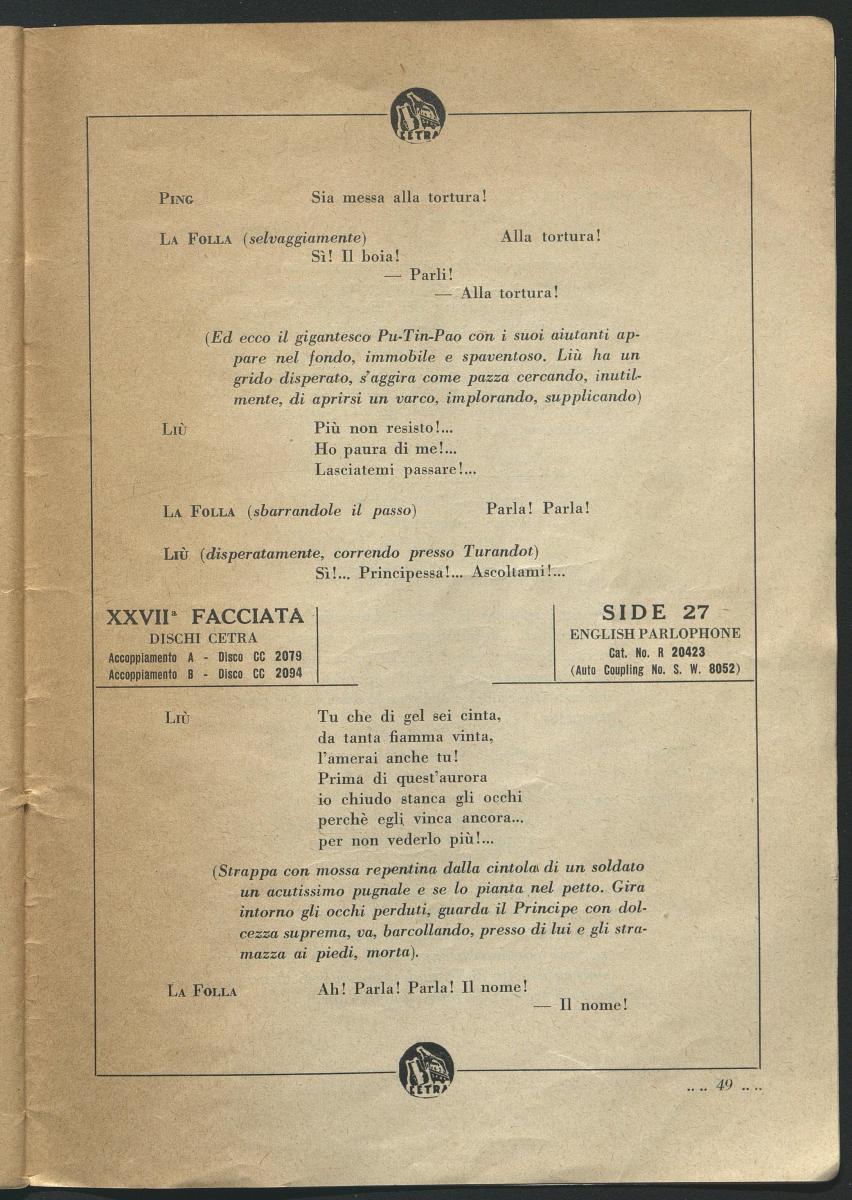 CETRA
PING Sia messa alla tortura!
LA FOLLA (selvaggiamente) Alla tortura!
Sì! Il boia!
— Parli!
— Alla tortura!
(Ed ecco il gigantesco Pu-Tin-Pao con i suoi aiutanti ap-
pare nel fondo, immobile e spaventoso. Liù ha un
grido disperato, s'aggira come pazza cercando, inutil-
mente, di aprirsi un varco, implorando, supplicando)
LIÙ Più non resisto!...
Ho paura di me!...
Lasciatemi passare!...
LA FOLLA (sbarrandole il passo) Parla! Parla!
LIÙ (disperatamente, correndo presso Turandot)
Sì!... Principessa!... Ascoltami!...
XXVIIª FACCIATA
DISCHI CETRA
Accoppiamento A - Disco CC 2079
Accoppiamento B - Disco CC 2094
SIDE 27
ENGLISH PARLOPHONE
Cat. No. R 20423
(Auto Coupling No. S. W. 8052)
LIÙ Tu che di gel sei cinta,
da tanta fiamma vinta,
l'amerai anche tu!
Prima di quest'aurora
io chiudo stanca gli occhi
perchè egli vinca ancora...
per non vederlo più!...
(Strappa con mossa repentina dalla cintola di un soldato
un acutissimo pugnale e se lo pianta nel petto. Gira
intorno gli occhi perduti, guarda il Principe con dol-
cezza suprema, va, barcollando, presso di lui e gli stra-
mazza ai piedi, morta).
LA FOLLA Ah! Parla! Parla! Il nome!
— Il nome!
CETRA
.. .. 49 .. ..